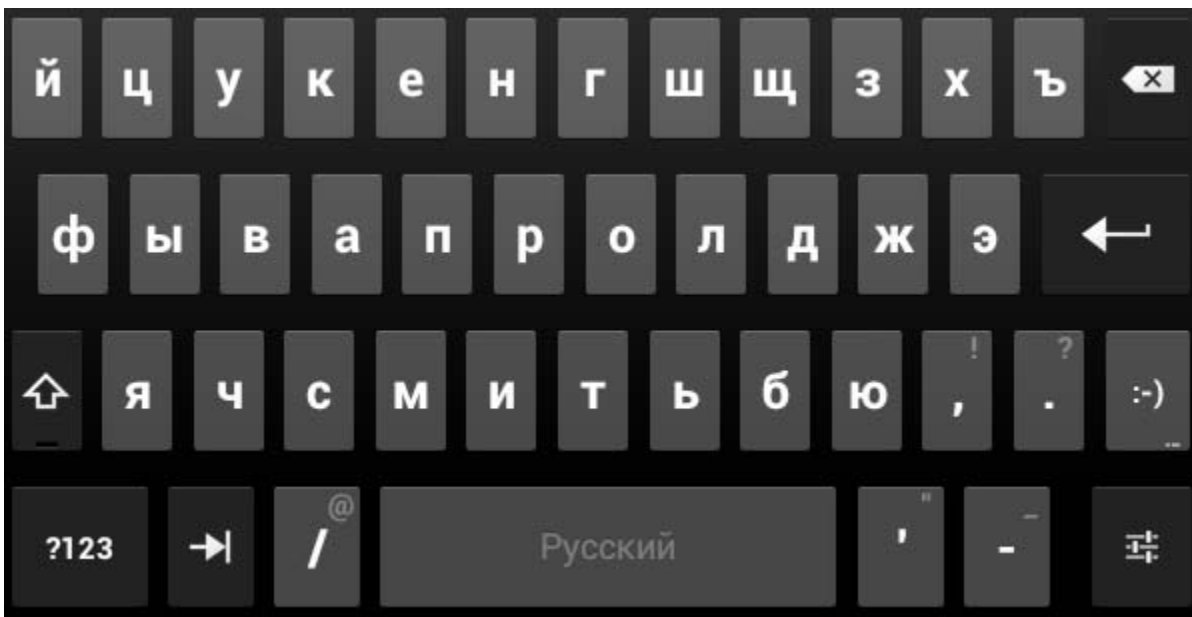 й ц у к е н г ш щ з х ъ
ф ы в а п р о л д ж э
! ?
я ч с м и т ь б ю , . :-) …
@ " _
?123 / Русский ' -